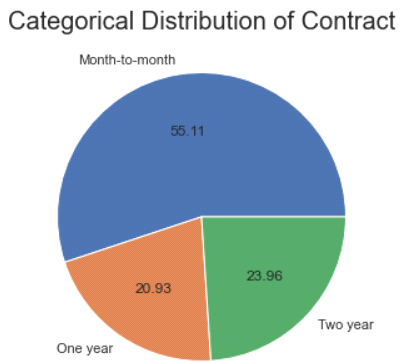 Categorical Distribution of Contract
Month-to-month
55.11
20.93
23.96
One year
Two year